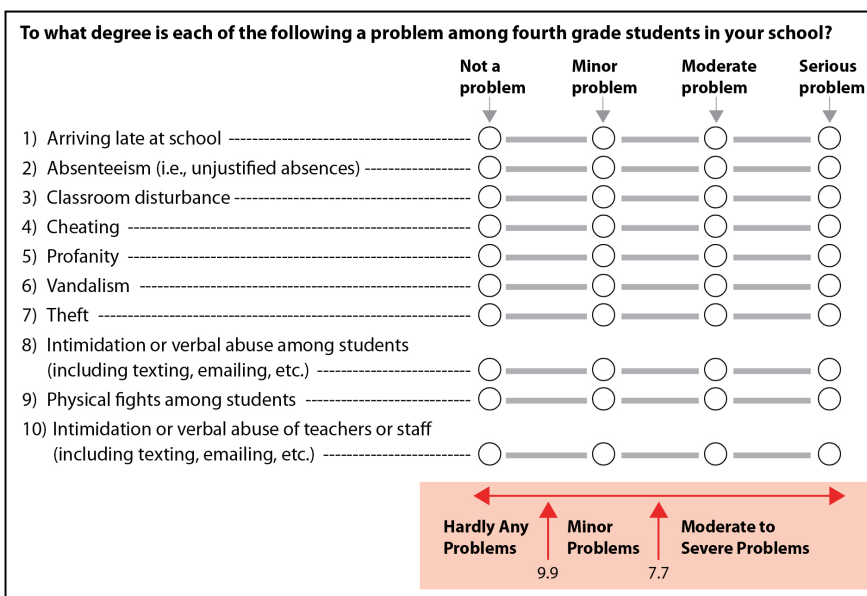 To what degree is each of the following a problem among fourth grade students in your school?
Not a problem
Minor problem
Moderate problem
Serious problem
1) Arriving late at school
2) Absenteeism (i.e., unjustified absences)
3) Classroom disturbance
4) Cheating
5) Profanity
6) Vandalism
7) Theft
8) Intimidation or verbal abuse among students
(including texting, emailing, etc.)
9) Physical fights among students
10) Intimidation or verbal abuse of teachers or staff
(including texting, emailing, etc.)
Hardly Any Problems
Minor Problems
Moderate to Severe Problems
9.9
7.7